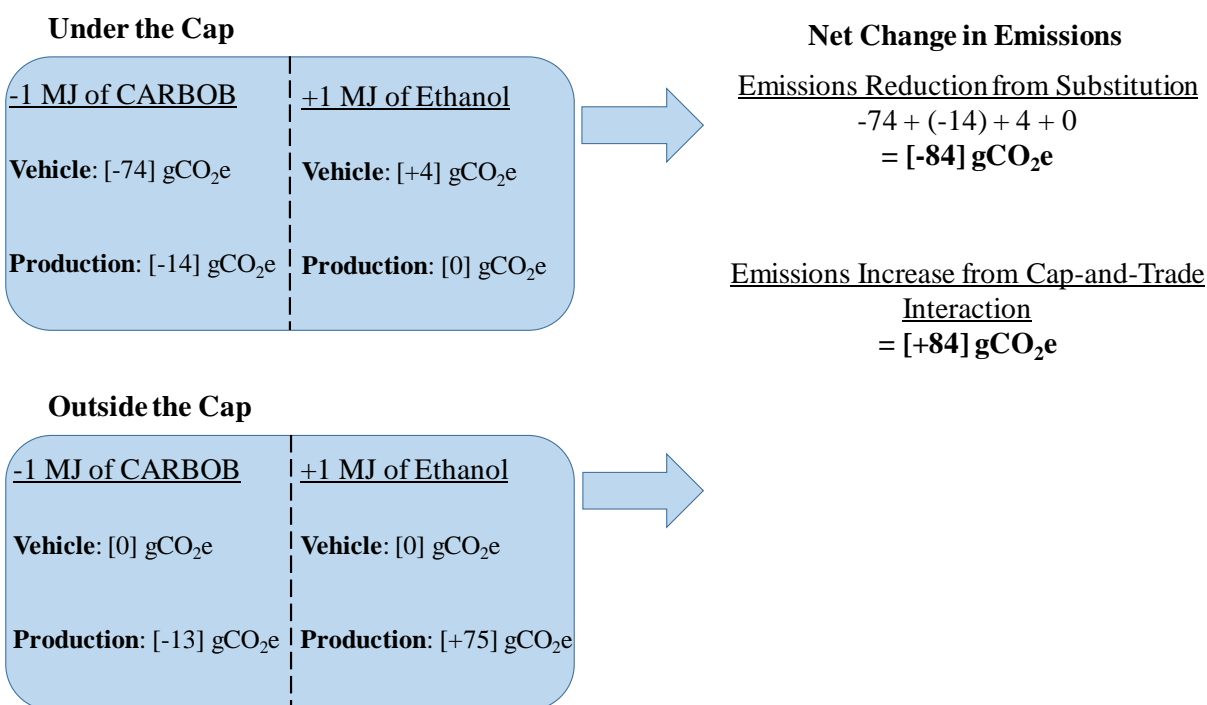 Under the Cap
-1 MJ of CARBOB
Vehicle: [-74] gCO₂e
Production: [-14] gCO₂e
+1 MJ of Ethanol
Vehicle: [+4] gCO₂e
Production: [0] gCO₂e
Net Change in Emissions
Emissions Reduction from Substitution
-74 + (-14) + 4 + 0
= [-84] gCO₂e
Emissions Increase from Cap-and-Trade
Interaction
= [+84] gCO₂e
Outside the Cap
-1 MJ of CARBOB
Vehicle: [0] gCO₂e
Production: [-13] gCO₂e
+1 MJ of Ethanol
Vehicle: [0] gCO₂e
Production: [+75] gCO₂e